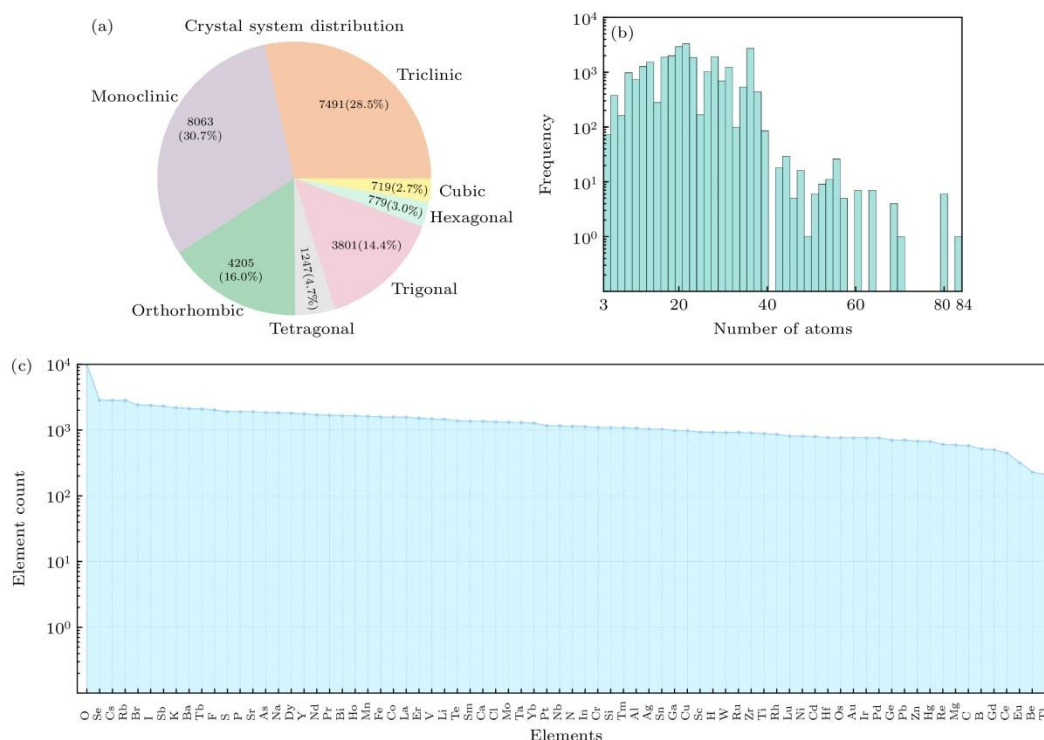 (a)
Crystal system distribution
Triclinic
7491(28.5%)
Monoclinic
8063
(30.7%)
719(2.7%)
Cubic
779(3.0%)
Hexagonal
3801(14.4%)
Trigonal
1247(4.7%)
Tetragonal
4205
(16.0%)
Orthorhombic
(b)
Frequency
10^4
10^3
10^2
10^1
10^0
3 20 40 60 80 84
Number of atoms
(c)
Element count
10^4
10^3
10^2
10^1
10^0
O Se Cs Rb Br I Sb K Ba Tb F S P Sr As Na Dy Y Nd Pr Bi Ho Mn Fe Co La Er V Li Te Sm Ca Cl Mo Ta Yb Pt Nb N In Cr Si Tm Al Ag Sn Ga Cu Sc H W Ru Zr Ti Rh Lu Ni Cd Hf Os Au Ir Pd Ge Pb Zn Hg Re Mg C B Gd Ce Eu Be Tl
Elements